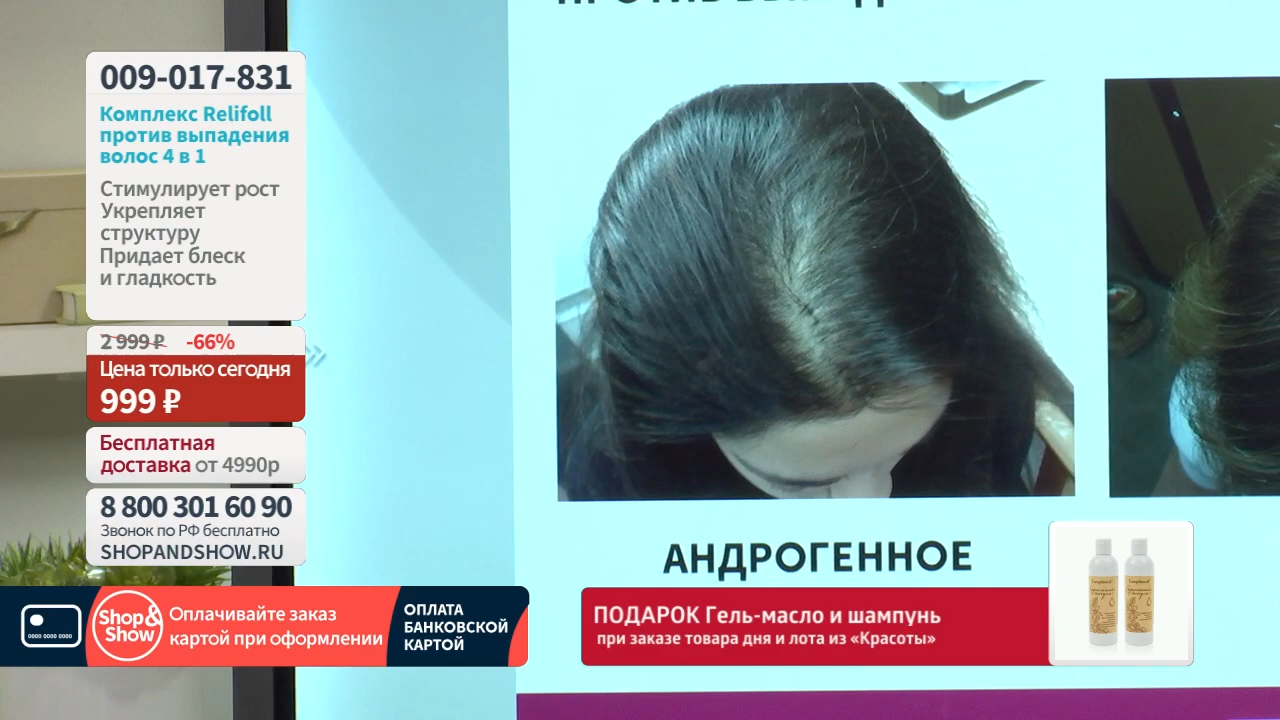 009-017-831
Комплекс Relifoll
против выпадения
волос 4 в 1
Стимулирует рост
Укрепляет
структуру
Придает блеск
и гладкость
2 999 ₽ -66%
Цена только сегодня
999 ₽
Бесплатная
доставка от 4990р
8 800 301 60 90
Звонок по РФ бесплатно
SHOPANDSHOW.RU
0000 0000 0000
Shop&
Show
Оплачивайте заказ
картой при оформлении
ОПЛАТА
БАНКОВСКОЙ
КАРТОЙ
АНДРОГЕННОЕ
ПОДАРОК Гель-масло и шампунь
при заказе товара дня и лота из «Красоты»